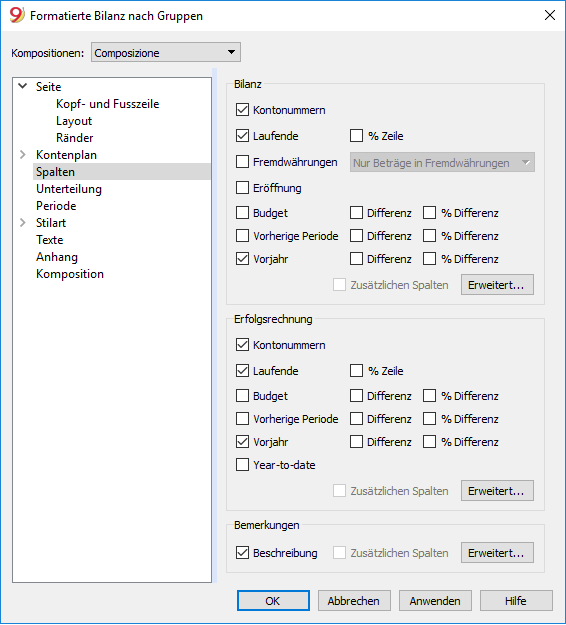 9 Formatierte Bilanz nach Gruppen
Kompositionen: Composizione
Seite
Kopf- und Fusszeile
Layout
Ränder
Kontenplan
Spalten
Unterteilung
Periode
Stilart
Texte
Anhang
Komposition
Bilanz
Kontonummern
Laufende % Zeile
Fremdwährungen Nur Beträge in Fremdwährungen
Eröffnung
Budget Differenz % Differenz
Vorherige Periode Differenz % Differenz
Vorjahr Differenz % Differenz
Zusätzlichen Spalten Erweitert...
Erfolgsrechnung
Kontonummern
Laufende % Zeile
Budget Differenz % Differenz
Vorherige Periode Differenz % Differenz
Vorjahr Differenz % Differenz
Year-to-date
Zusätzlichen Spalten Erweitert...
Bemerkungen
Beschreibung Zusätzlichen Spalten Erweitert...
OK Abbrechen Anwenden Hilfe